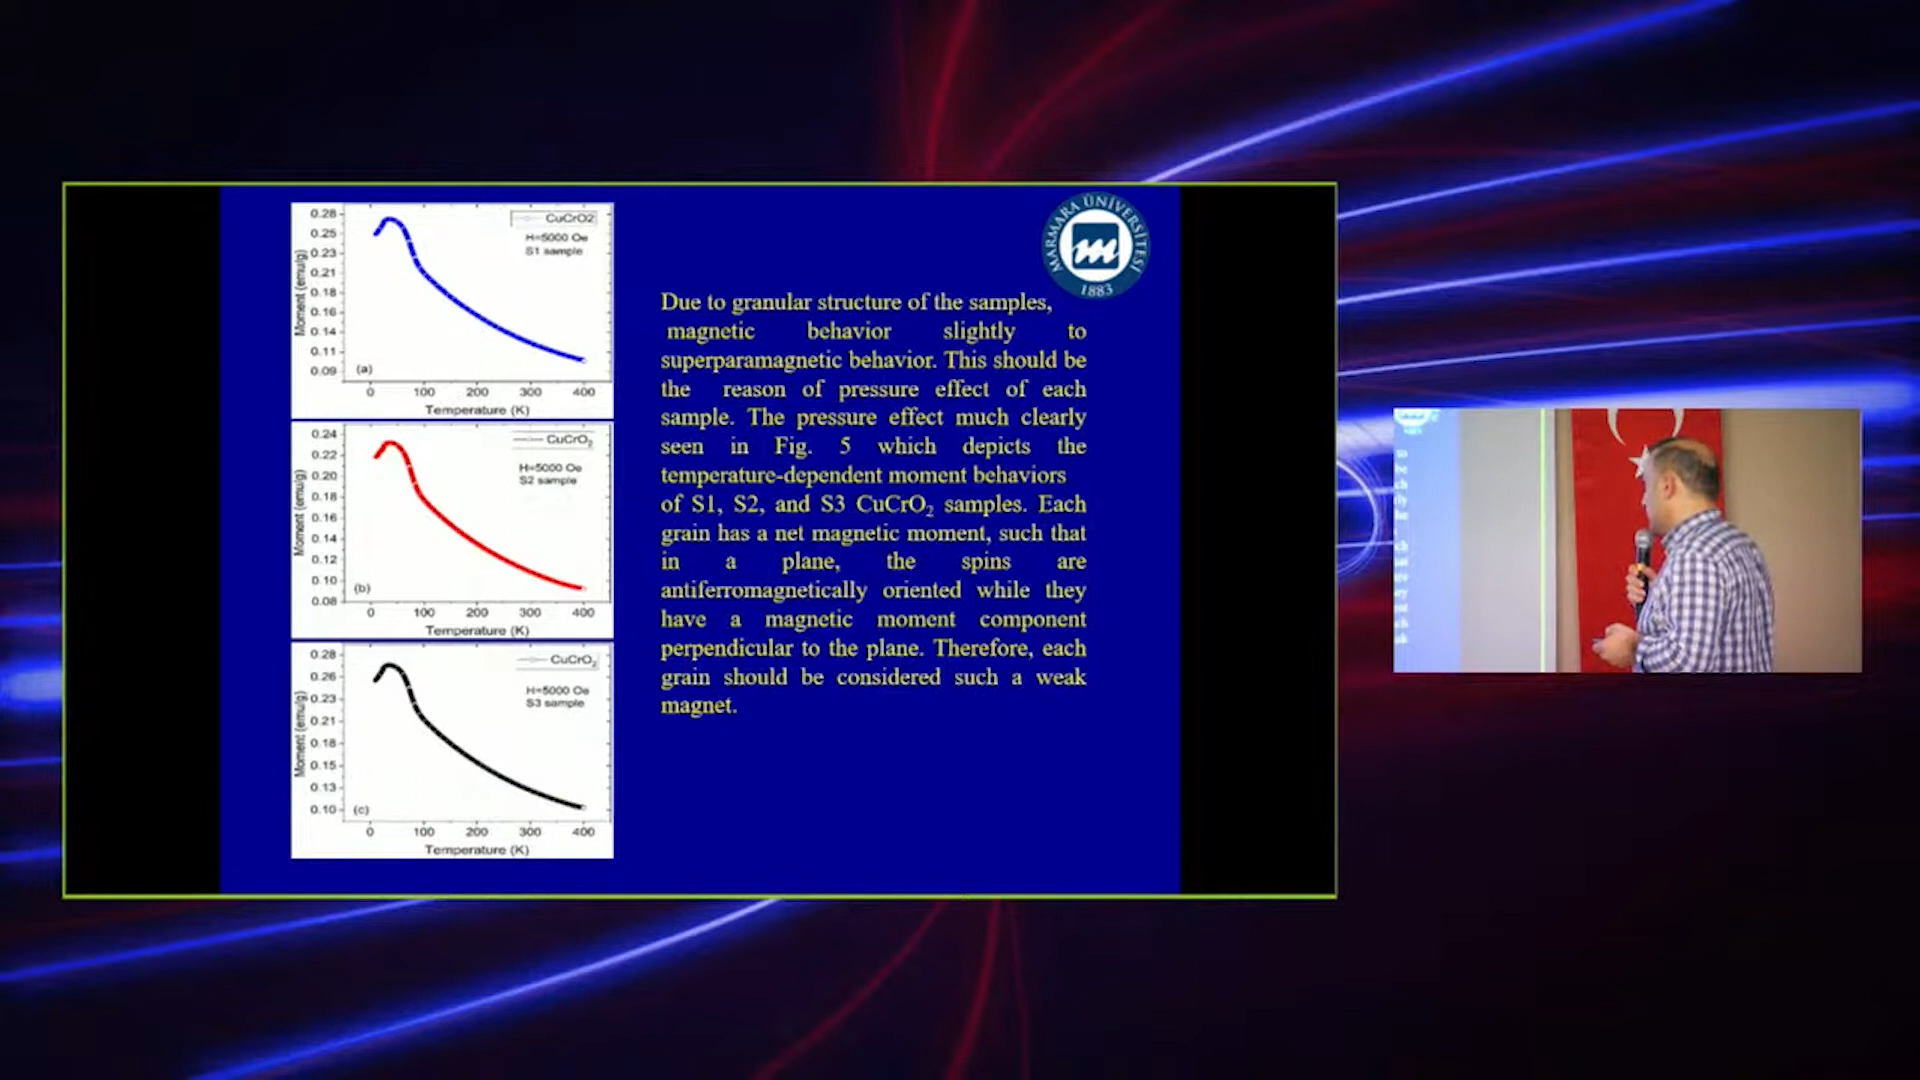 0.28
0.25
0.23
0.21
0.18
0.16
0.14
0.11
0.09
Moment (emu/g)
CuCrO2
H=5000 Oe
S1 sample
(a)
0 100 200 300 400
Temperature (K)
0.24
0.22
0.20
0.18
0.16
0.14
0.12
0.10
0.08
Moment (emu/g)
CuCrO₂
H=5000 Oe
S2 sample
(b)
0 100 200 300 400
Temperature (K)
0.28
0.26
0.23
0.21
0.18
0.15
0.13
0.10
Moment (emu/g)
CuCrO₂
H=5000 Oe
S3 sample
(c)
0 100 200 300 400
Temperature (K)
MARMARA ÜNİVERSİTESİ
m
1883
Due to granular structure of the samples,
magnetic behavior slightly to
superparamagnetic behavior. This should be
the reason of pressure effect of each
sample. The pressure effect much clearly
seen in Fig. 5 which depicts the
temperature-dependent moment behaviors
of S1, S2, and S3 CuCrO₂ samples. Each
grain has a net magnetic moment, such that
in a plane, the spins are
antiferromagnetically oriented while they
have a magnetic moment component
perpendicular to the plane. Therefore, each
grain should be considered such a weak
magnet.